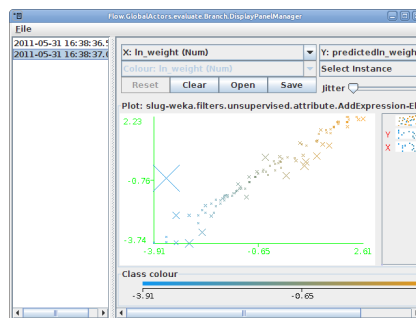 Flow.GlobalActors.evaluate.Branch.DisplayPanelManager
File
2011-05-31 16:38:36.
2011-05-31 16:38:37.
X: ln_weight (Num)
Y: predictedln_weigh
Colour: ln_weight (Num)
Select Instance
Reset
Clear
Open
Save
Jitter
Plot: slug-weka.filters.unsupervised.attribute.AddExpression-E
2.23
-0.76
-3.74
-3.91
-0.65
2.61
Y
X
Class colour
-3.91
-0.65